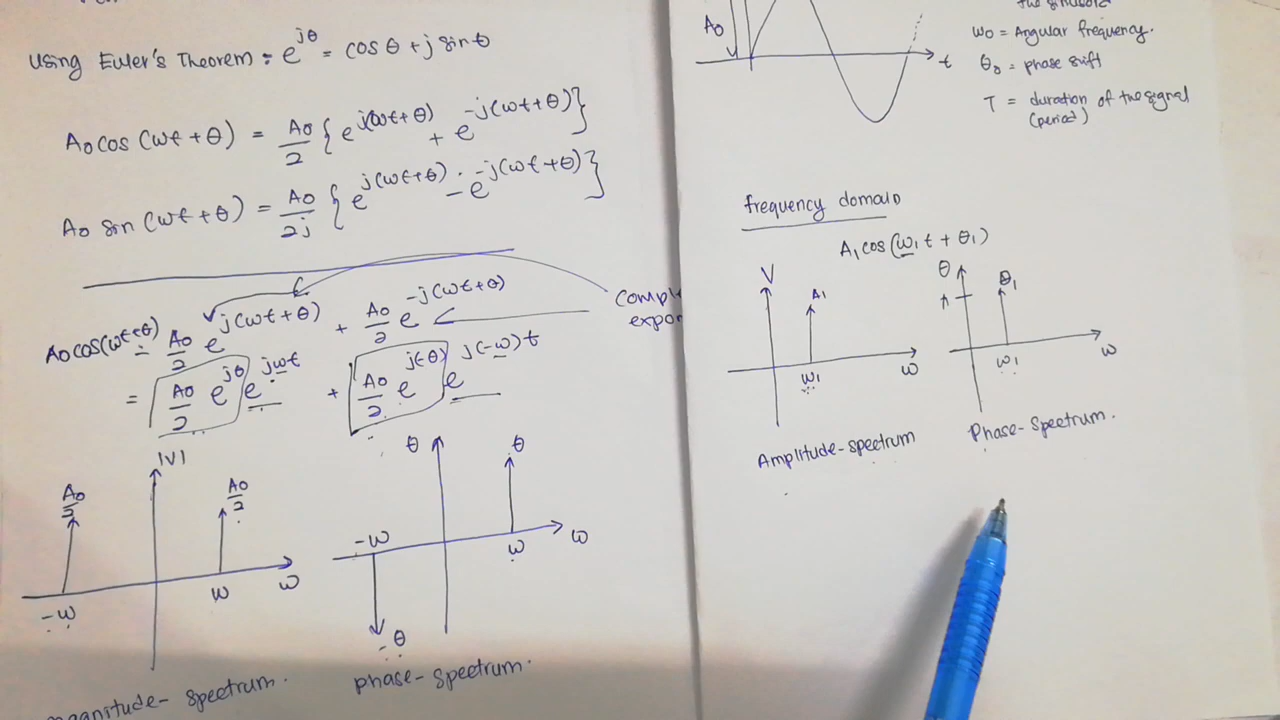 Using Euler's Theorem : e^{jθ} = cos θ + j sin θ
A₀ cos (ωt + θ) = A₀/2 { e^{j(ωt + θ)} + e^{-j(ωt + θ)} }
A₀ sin (ωt + θ) = A₀/2j { e^{j(ωt + θ)} - e^{-j(ωt + θ)} }
A₀ cos(ωt + θ) = A₀/2 e^{j(ωt + θ)} + A₀/2 e^{-j(ωt + θ)}
= A₀/2 e^{jθ} e^{jωt} + A₀/2 e^{j(-θ)} e^{j(-ω)t}
|V|
A₀/2
A₀/2
-ω
ω
ω
θ
θ
-ω
ω
ω
-θ
magnitude- spectrum.
phase- spectrum.
A₀
t
ω₀ = Angular frequency.
θ₀ = phase shift
T = duration of the signal
(period)
frequency domain
A₁ cos (ω₁t + θ₁)
V
A₁
ω₁
ω
θ
θ₁
ω₁
ω
Amplitude- spectrum
Phase- Spectrum.